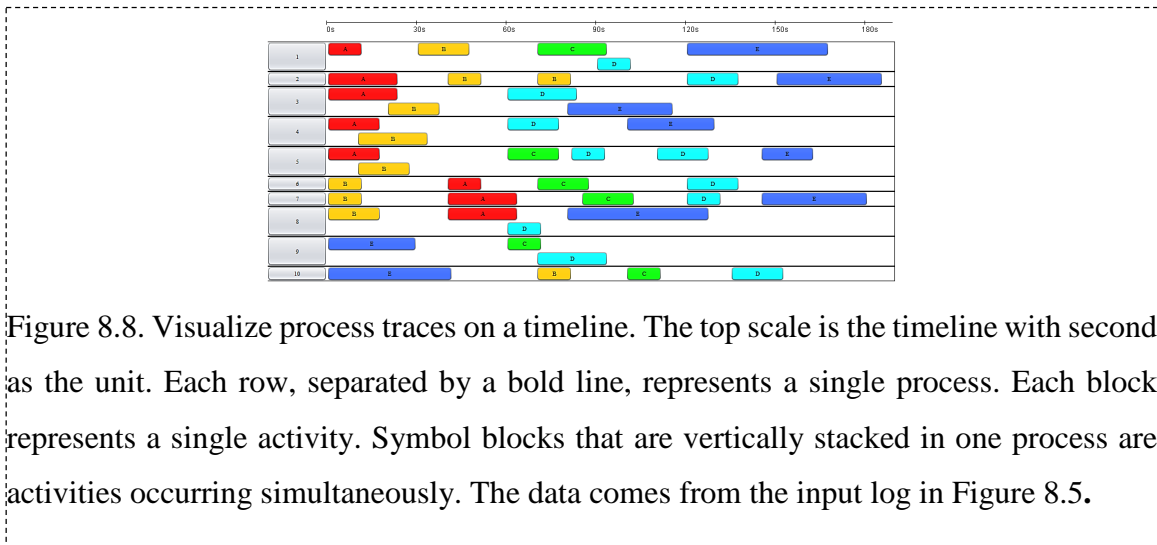 0s 30s 60s 90s 120s 150s 180s
1 A B C E
D
2 A B B D E
3 A D
B E
4 A D E
B
5 A C D D E
B
6 B A C D
7 B A C D E
8 B A E
D
9 E C
D
10 E B C D
Figure 8.8. Visualize process traces on a timeline. The top scale is the timeline with second
as the unit. Each row, separated by a bold line, represents a single process. Each block
represents a single activity. Symbol blocks that are vertically stacked in one process are
activities occurring simultaneously. The data comes from the input log in Figure 8.5.